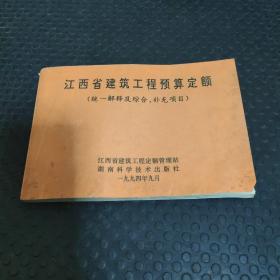 江西省建筑工程预算定额
(统一解释及综合、补充项目)
江西省建筑工程定额管理站
湖南科学技术出版社
一九九四年九月